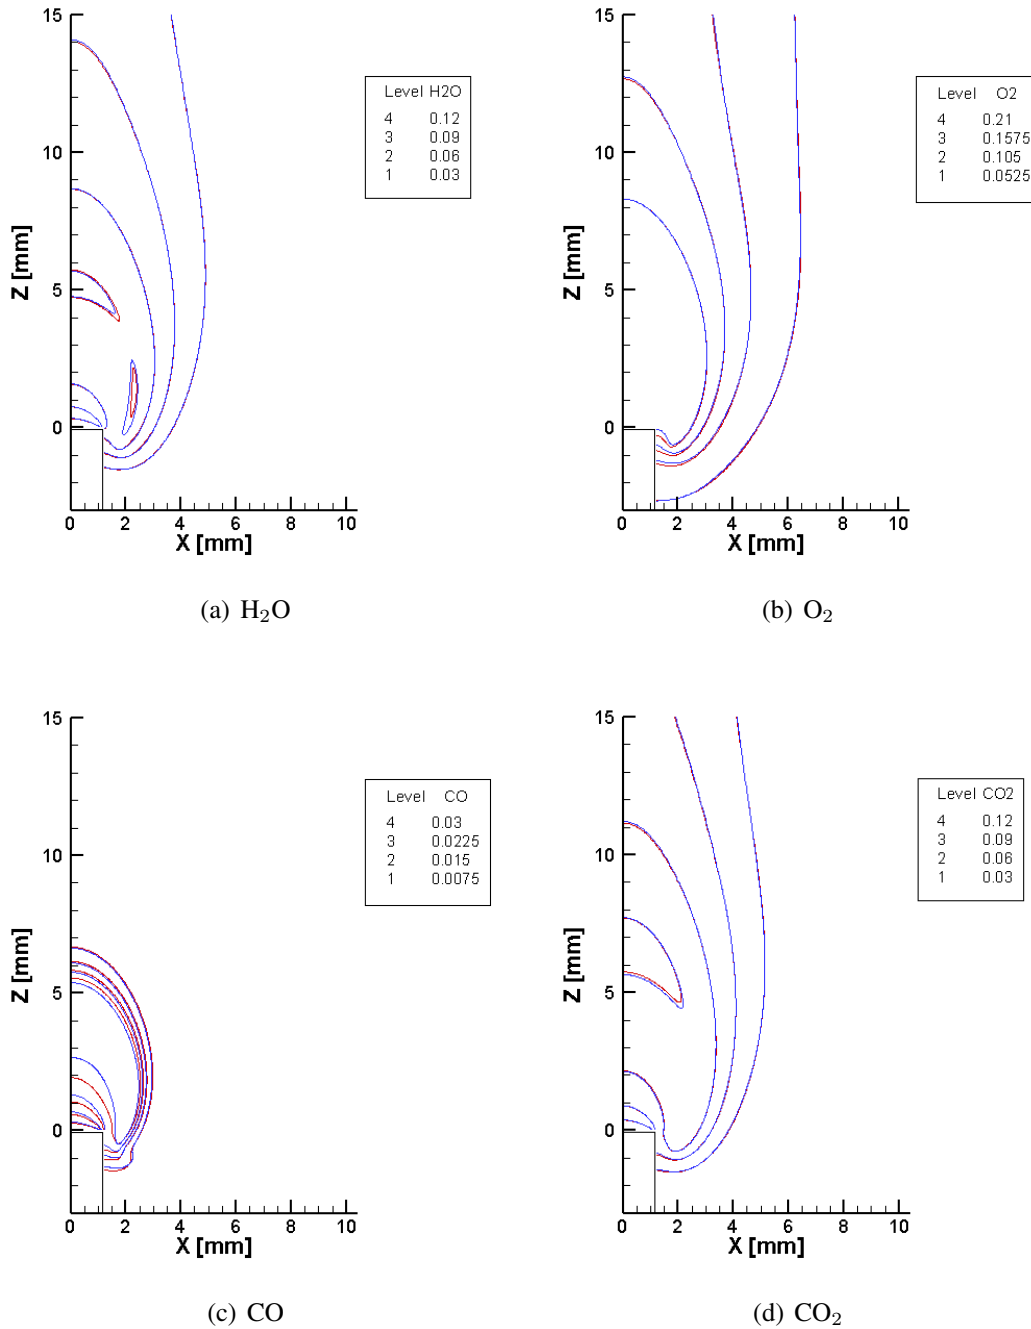 15
10
5
0
Z [mm]
0 2 4 6 8 10
X [mm]
Level H2O
4 0.12
3 0.09
2 0.06
1 0.03
(a) H₂O
15
10
5
0
Z [mm]
0 2 4 6 8 10
X [mm]
Level O2
4 0.21
3 0.1575
2 0.105
1 0.0525
(b) O₂
15
10
5
0
Z [mm]
0 2 4 6 8 10
X [mm]
Level CO
4 0.03
3 0.0225
2 0.015
1 0.0075
(c) CO
15
10
5
0
Z [mm]
0 2 4 6 8 10
X [mm]
Level CO2
4 0.12
3 0.09
2 0.06
1 0.03
(d) CO₂